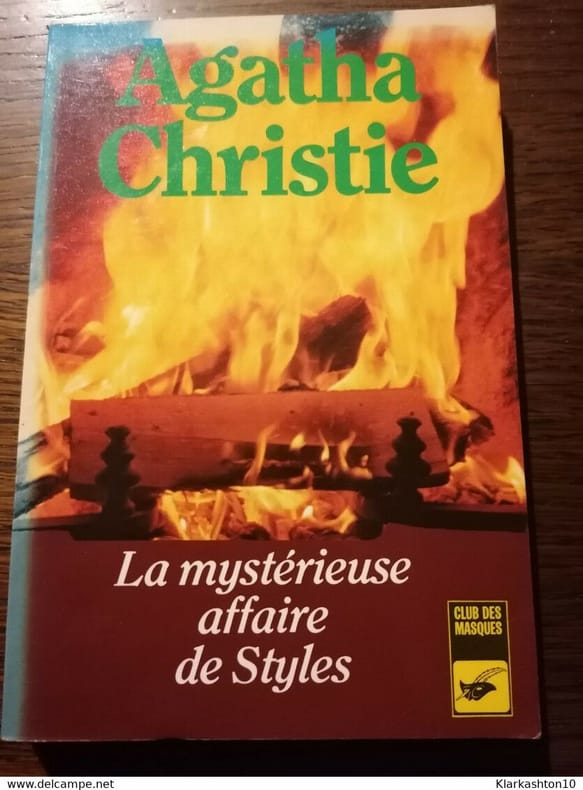 Agatha
Christie
La mystérieuse
affaire
de Styles
CLUB DES
MASQUES
www.delcampe.net
Klarkashton10